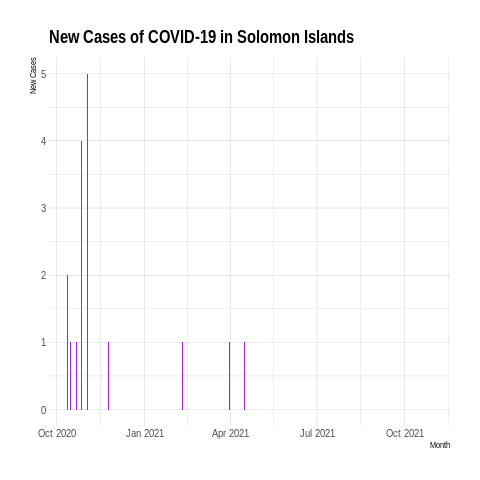 New Cases of COVID-19 in Solomon Islands
New Cases
5
4
3
2
1
0
Oct 2020 Jan 2021 Apr 2021 Jul 2021 Oct 2021
Month